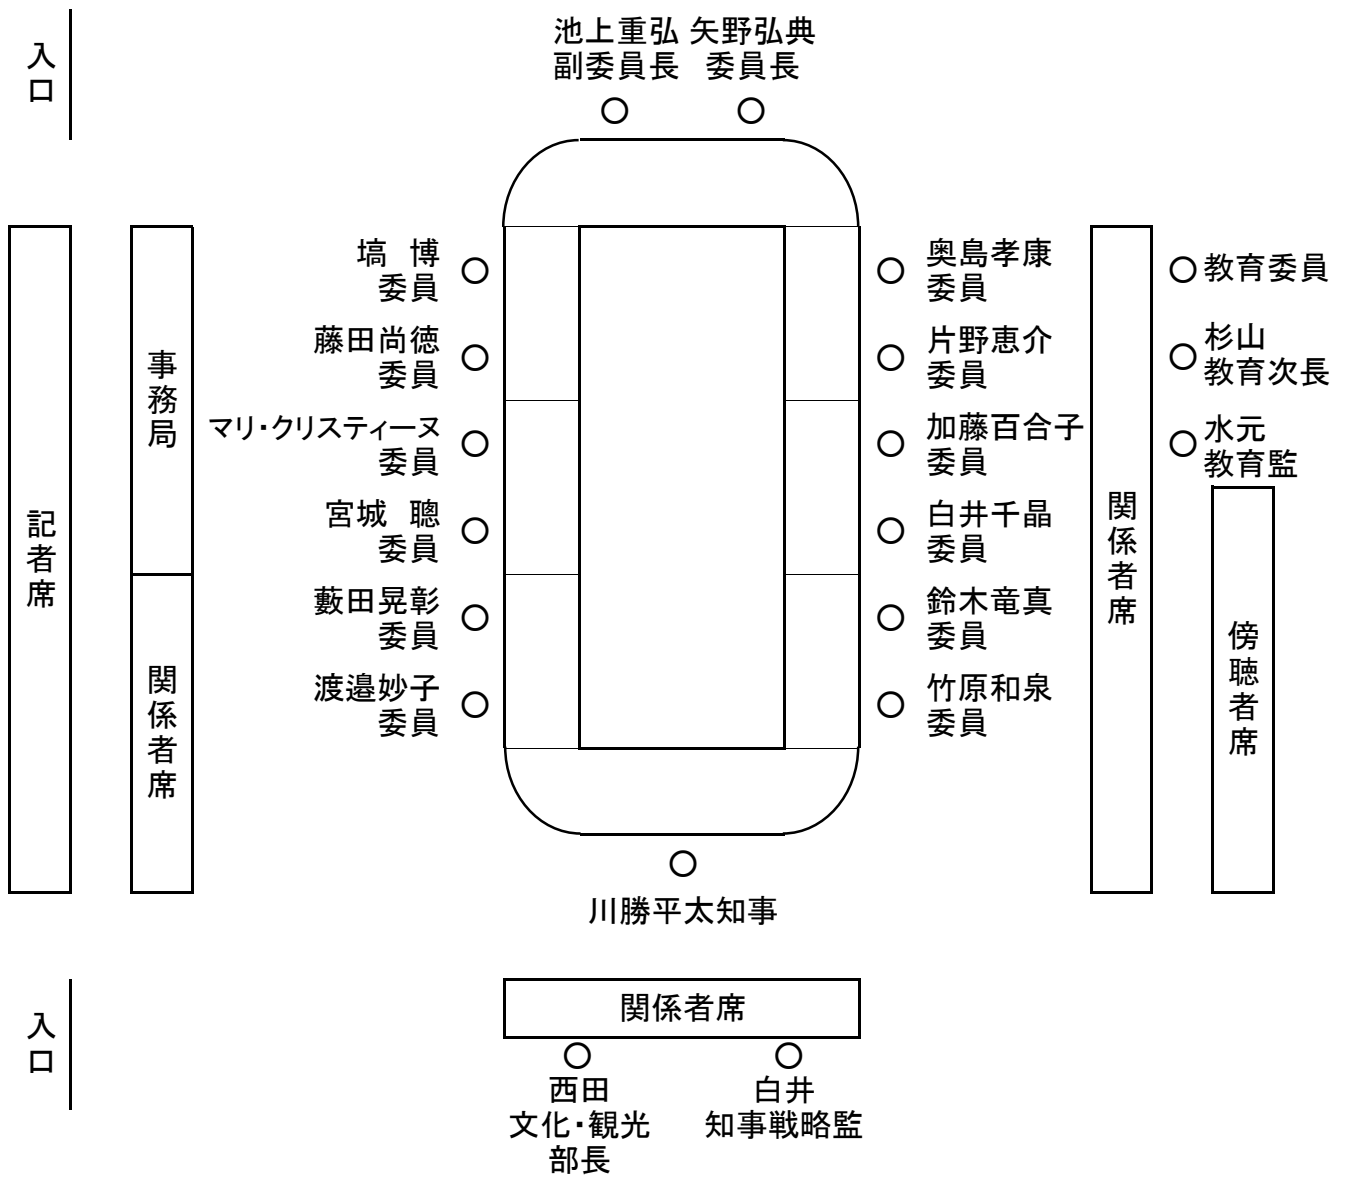 入口
池上重弘 矢野弘典
副委員長 委員長
塙　博
委員
藤田尚徳
委員
マリ・クリスティーヌ
委員
宮城　聰
委員
藪田晃彰
委員
渡邉妙子
委員
奥島孝康
委員
片野恵介
委員
加藤百合子
委員
白井千晶
委員
鈴木竜真
委員
竹原和泉
委員
教育委員
杉山
教育次長
水元
教育監
記者席
事務局
関係者席
関係者席
傍聴者席
川勝平太知事
入口
関係者席
西田
文化・観光
部長
白井
知事戦略監